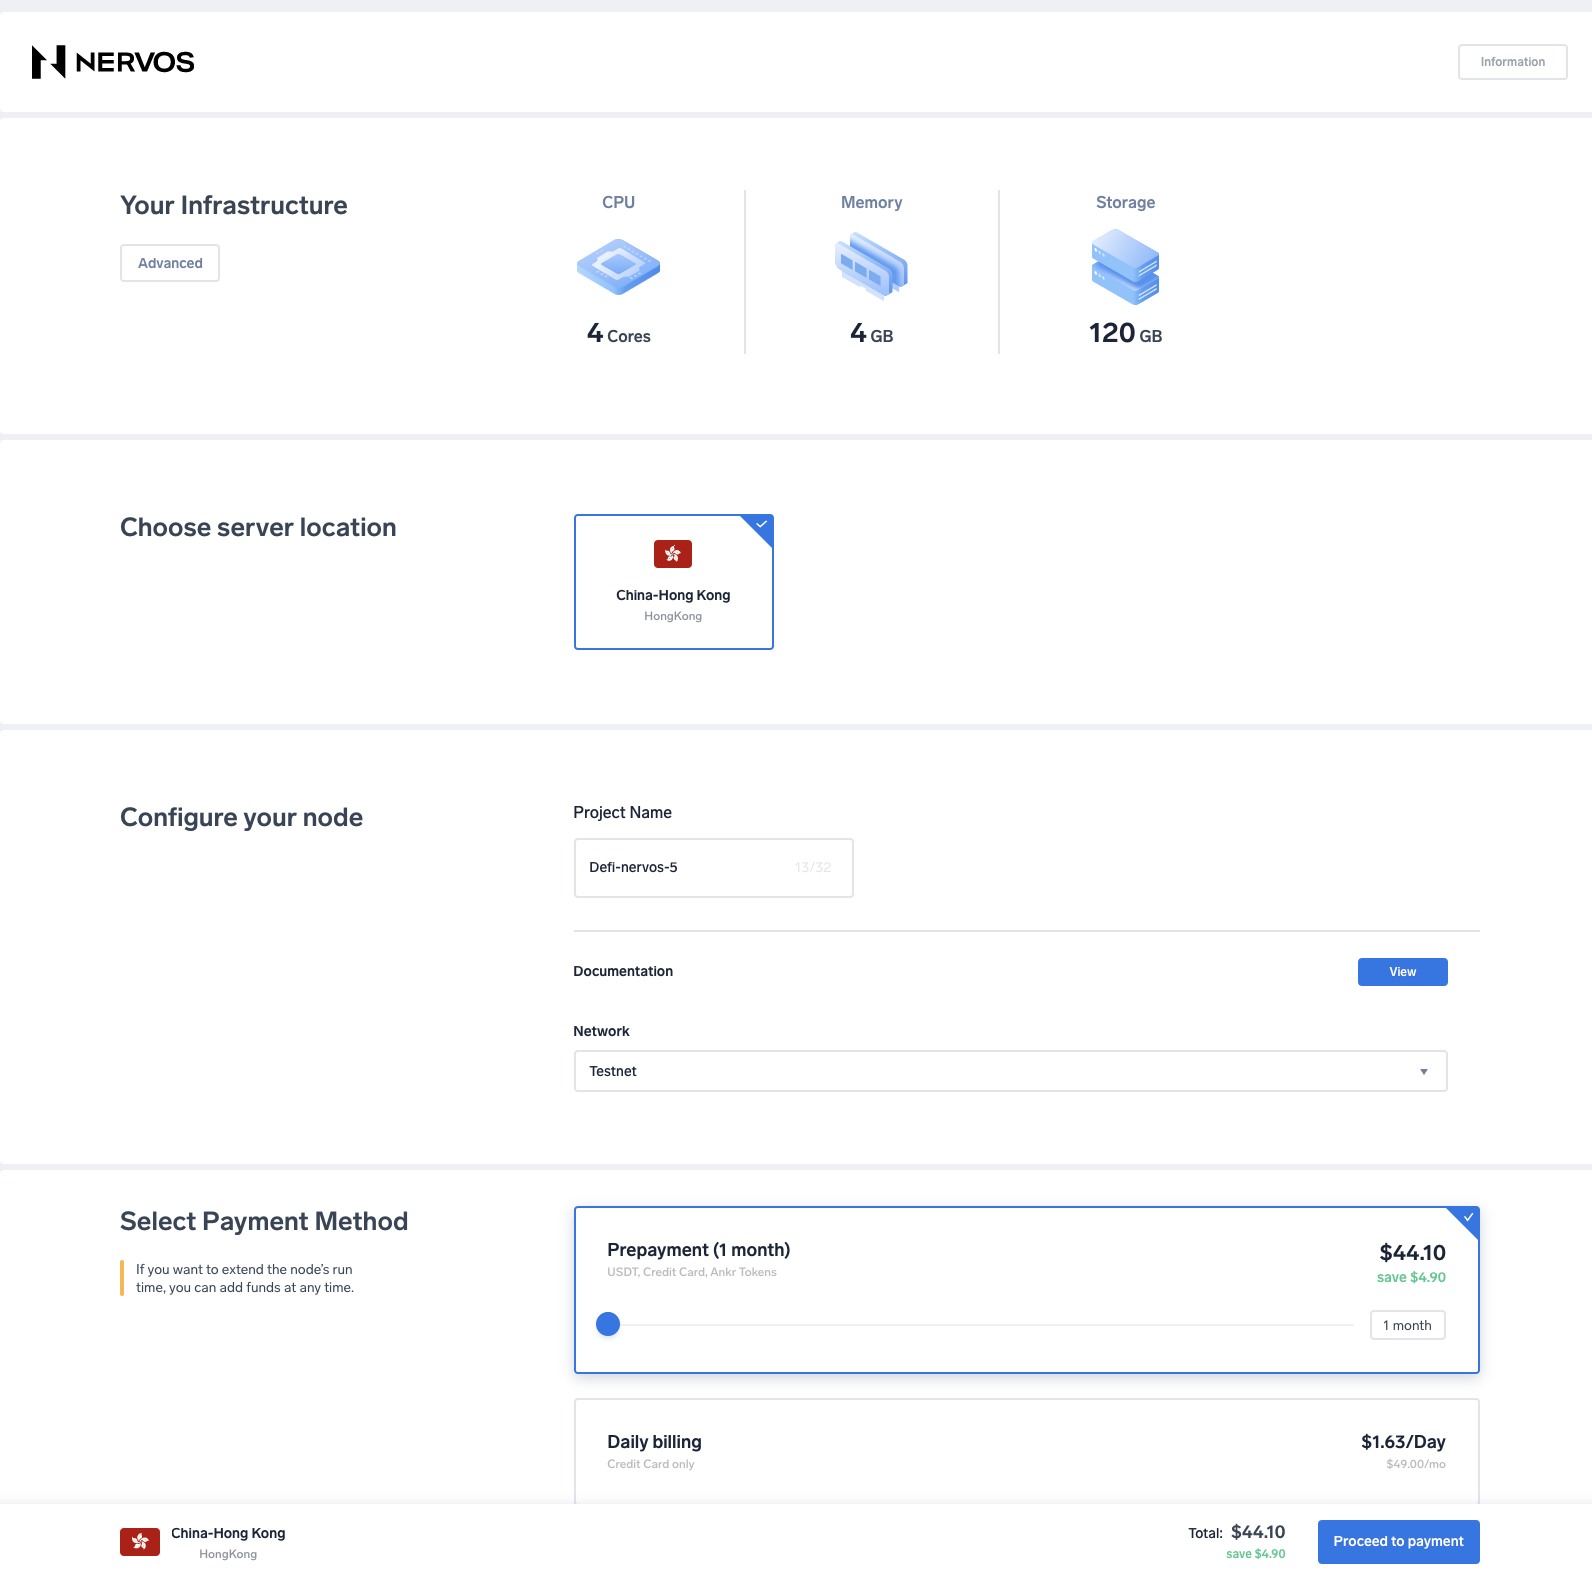 NERVOS
Information
Your Infrastructure
Advanced
CPU
Memory
Storage
4 Cores
4 GB
120 GB
Choose server location
China-Hong Kong
HongKong
Configure your node
Project Name
Defi-nervos-5
13/32
Documentation
View
Network
Testnet
Select Payment Method
If you want to extend the node's run
time, you can add funds at any time.
Prepayment (1 month)
$44.10
USDT, Credit Card, Ankr Tokens
save $4.90
1 month
Daily billing
$1.63/Day
Credit Card only
$49.00/mo
China-Hong Kong
HongKong
Total: $44.10
save $4.90
Proceed to payment